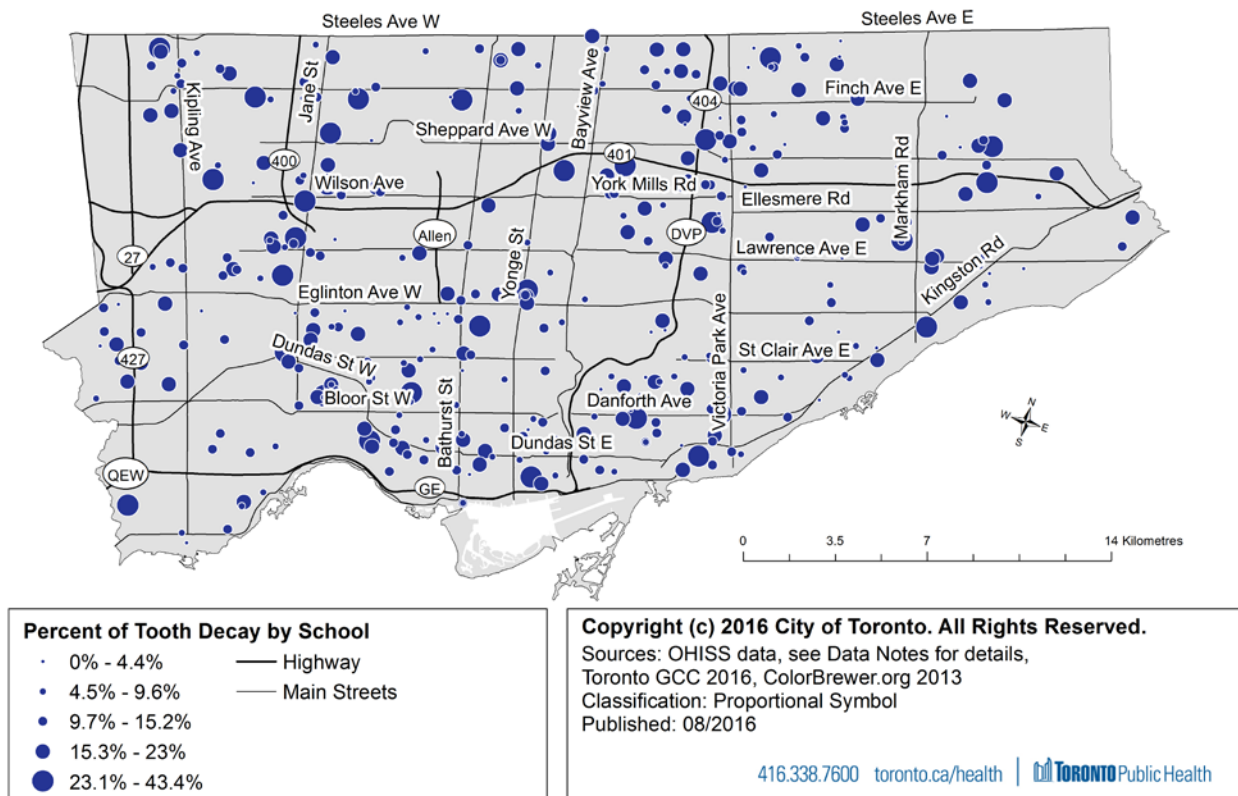 Steeles Ave W
Steeles Ave E
Kipling Ave
Jane St
Bayview Ave
404
Finch Ave E
Sheppard Ave W
400
401
Markham Rd
Wilson Ave
York Mills Rd
Ellesmere Rd
Allen
DVP
Lawrence Ave E
27
Yonge St
Kingston Rd
Eglinton Ave W
Victoria Park Ave
427
Dundas St W
St Clair Ave E
Bloor St W
Danforth Ave
Bathurst St
Dundas St E
N
W
E
S
QEW
GE
0
3.5
7
14 Kilometres
Percent of Tooth Decay by School
0% - 4.4%
4.5% - 9.6%
9.7% - 15.2%
15.3% - 23%
23.1% - 43.4%
Highway
Main Streets
Copyright (c) 2016 City of Toronto. All Rights Reserved.
Sources: OHISS data, see Data Notes for details,
Toronto GCC 2016, ColorBrewer.org 2013
Classification: Proportional Symbol
Published: 08/2016
416.338.7600 toronto.ca/health TORONTO Public Health